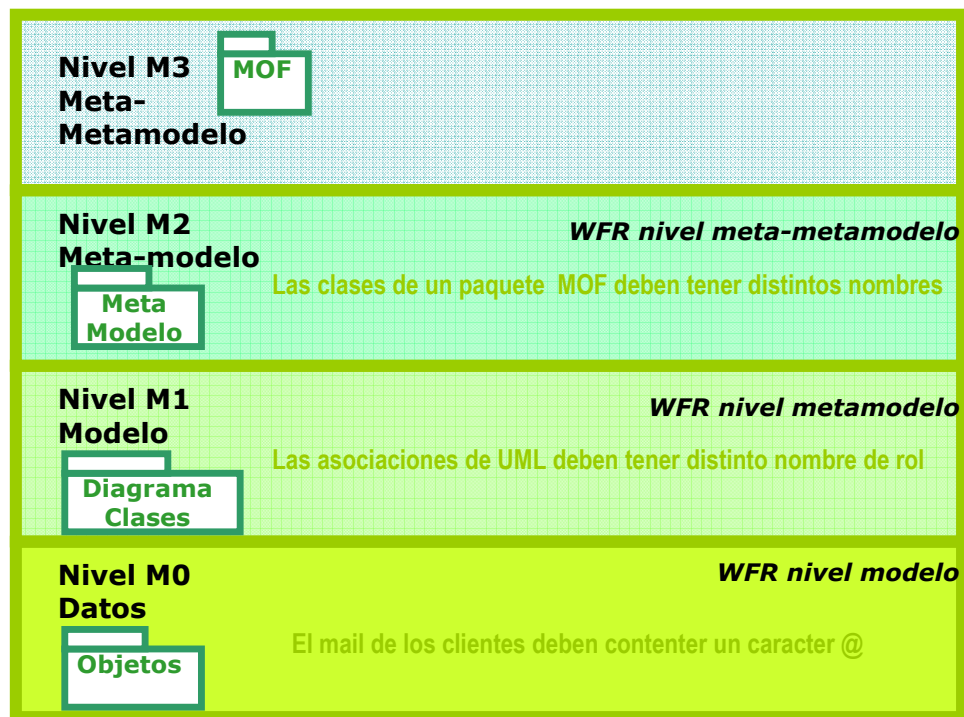 Nivel M3
Meta-
Metamodelo
MOF
Nivel M2
Meta-modelo
Meta
Modelo
WFR nivel meta-metamodelo
Las clases de un paquete MOF deben tener distintos nombres
Nivel M1
Modelo
Diagrama
Clases
WFR nivel metamodelo
Las asociaciones de UML deben tener distinto nombre de rol
Nivel M0
Datos
Objetos
WFR nivel modelo
El mail de los clientes deben contenter un caracter @